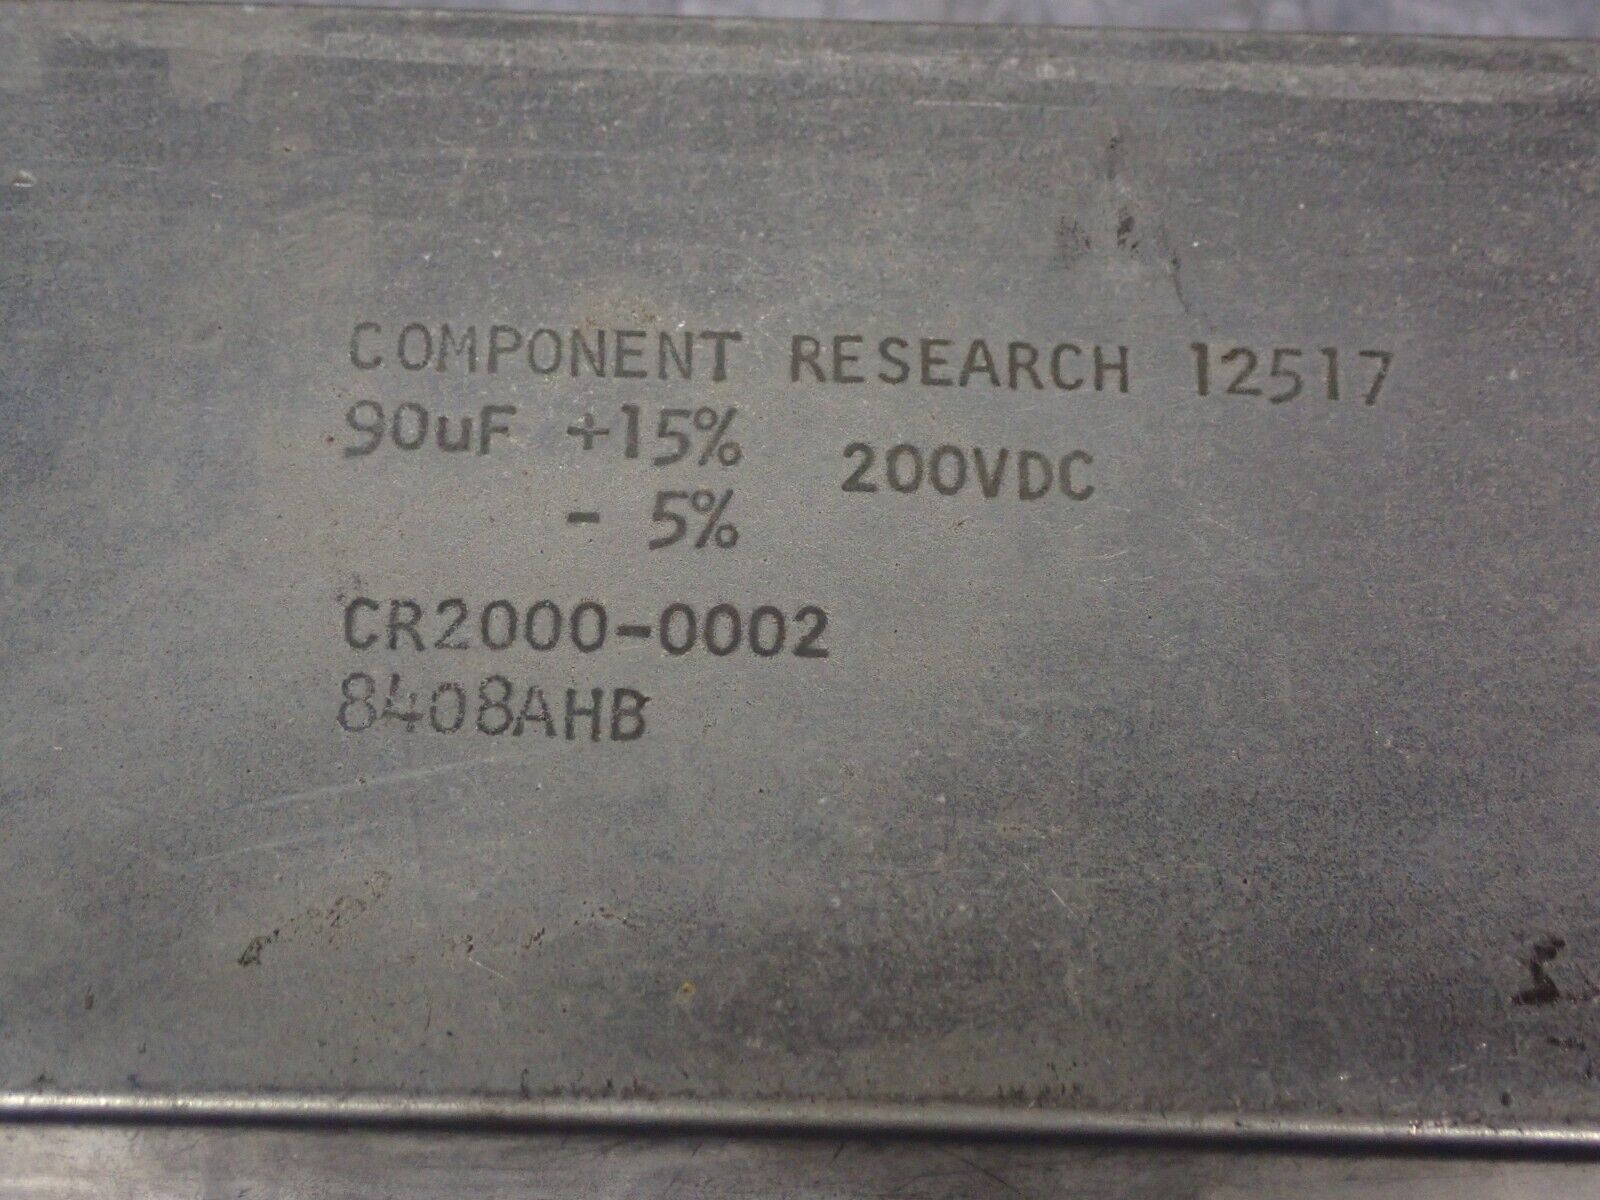 COMPONENT RESEARCH 12517
90uF +15% 200VDC
- 5%
CR2000-0002
8408AHB